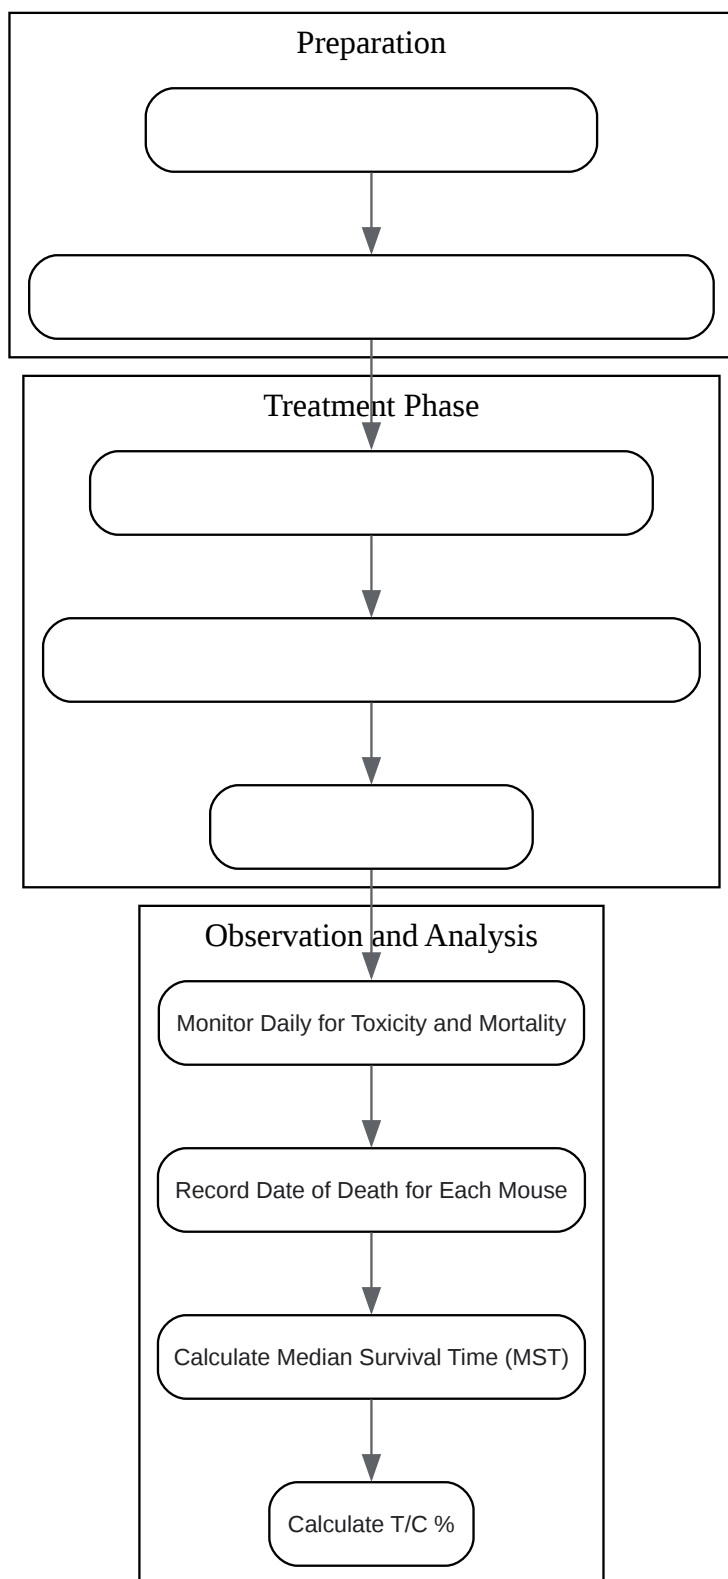 Preparation
Treatment Phase
Observation and Analysis
Monitor Daily for Toxicity and Mortality
Record Date of Death for Each Mouse
Calculate Median Survival Time (MST)
Calculate T/C %